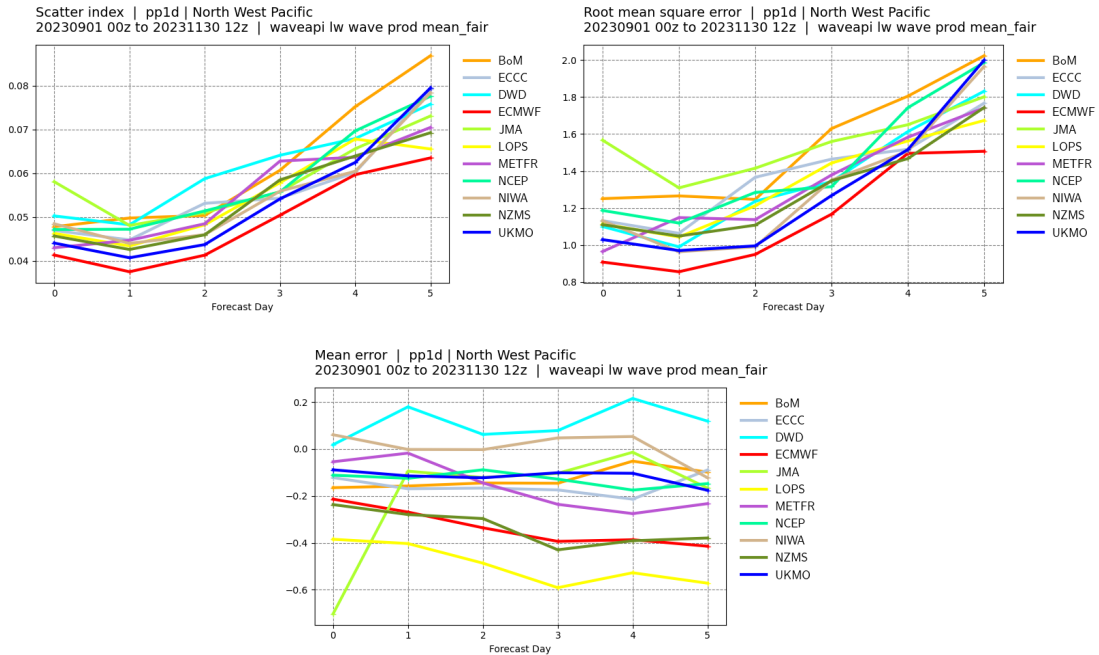 Scatter index | pp1d | North West Pacific
20230901 00z to 20231130 12z | waveapi lw wave prod mean_fair
0.08
0.07
0.06
0.05
0.04
0 1 2 3 4 5
Forecast Day
BoM
ECCC
DWD
ECMWF
JMA
LOPS
METFR
NCEP
NIWA
NZMS
UKMO
Root mean square error | pp1d | North West Pacific
20230901 00z to 20231130 12z | waveapi lw wave prod mean_fair
2.0
1.8
1.6
1.4
1.2
1.0
0.8
0 1 2 3 4 5
Forecast Day
BoM
ECCC
DWD
ECMWF
JMA
LOPS
METFR
NCEP
NIWA
NZMS
UKMO
Mean error | pp1d | North West Pacific
20230901 00z to 20231130 12z | waveapi lw wave prod mean_fair
0.2
0.0
−0.2
−0.4
−0.6
0 1 2 3 4 5
Forecast Day
BoM
ECCC
DWD
ECMWF
JMA
LOPS
METFR
NCEP
NIWA
NZMS
UKMO